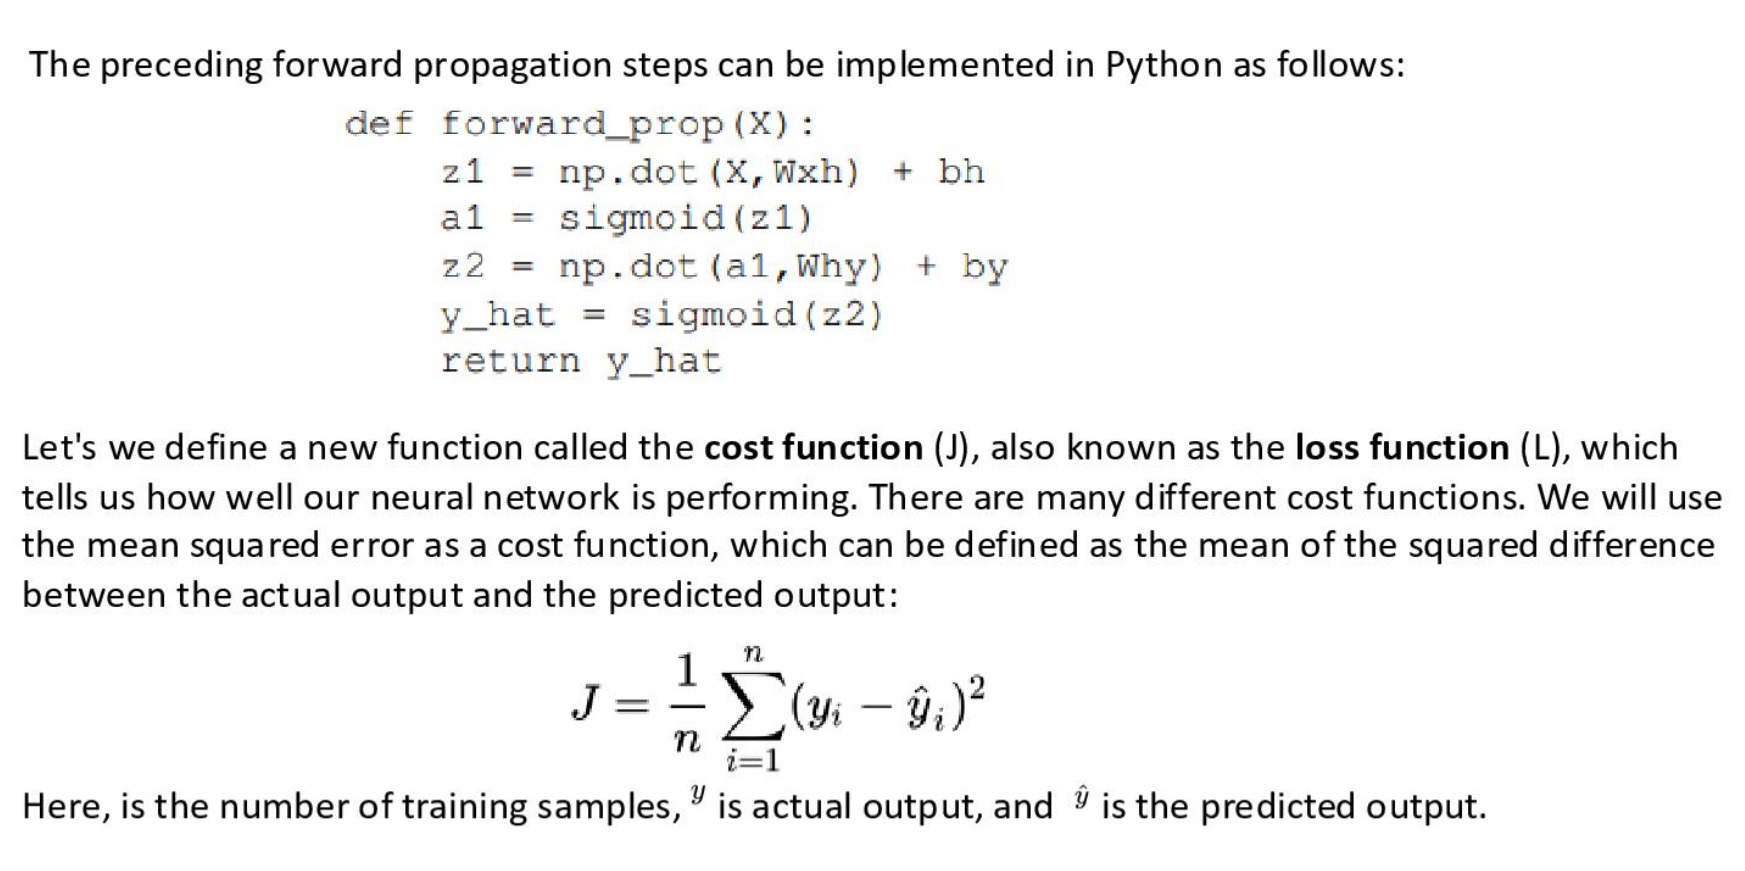 The preceding forward propagation steps can be implemented in Python as follows:
def forward_prop(X):
    z1 = np.dot(X,Wxh) + bh
    a1 = sigmoid(z1)
    z2 = np.dot(a1,Why) + by
    y_hat = sigmoid(z2)
    return y_hat
Let's we define a new function called the cost function (J), also known as the loss function (L), which
tells us how well our neural network is performing. There are many different cost functions. We will use
the mean squared error as a cost function, which can be defined as the mean of the squared difference
between the actual output and the predicted output:
J = \frac{1}{n} \sum_{i=1}^{n} (y_i − ŷ_i)^2
Here, is the number of training samples, y is actual output, and ŷ is the predicted output.